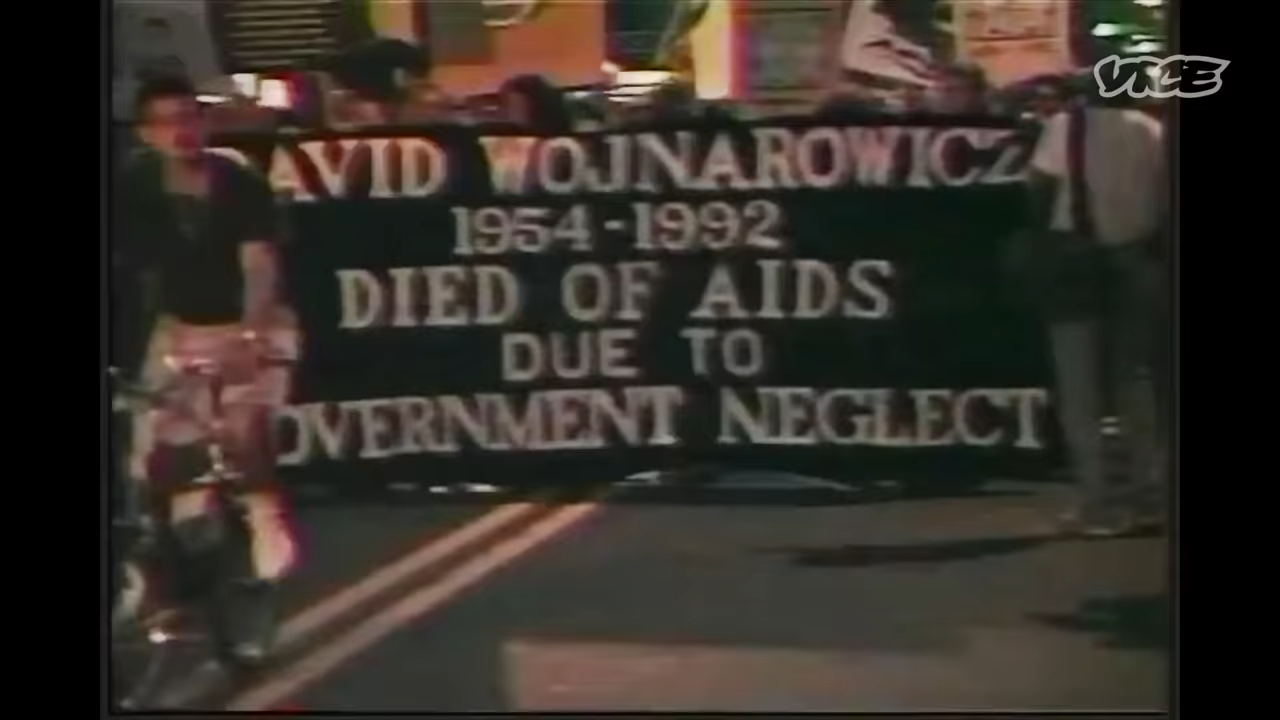 VICE
AVID WOJNAROWICZ
1954-1992
DIED OF AIDS
DUE TO
OVERNMENT NEGLECT